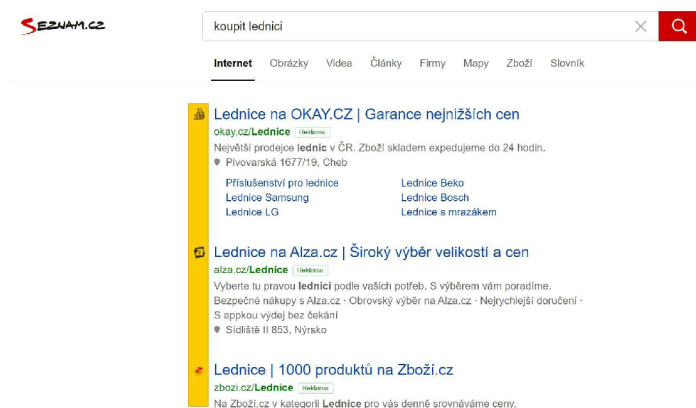 SEZNAM.CZ
koupit lednici
Internet Obrázky Videa Články Firmy Mapy Zboží Slovník
Lednice na OKAY.CZ | Garance nejnižších cen
okay.cz/Lednice Reklama
Největší prodejce lednic v ČR. Zboží skladem expedujeme do 24 hodin.
Pivovarská 1677/19, Cheb
Příslušenství pro lednice Lednice Beko
Lednice Samsung Lednice Bosch
Lednice LG Lednice s mrazákem
Lednice na Alza.cz | Široký výběr velikostí a cen
alza.cz/Lednice Reklama
Vyberte tu pravou lednici podle vašich potřeb. S výběrem vám poradíme.
Bezpečné nákupy s Alza.cz · Obrovský výběr na Alza.cz · Nejrychlejší doručení ·
S appkou výdej bez čekání
Sídliště II 853, Nýrsko
Lednice | 1000 produktů na Zboží.cz
zbozi.cz/Lednice Reklama
Na Zboží.cz v kategorii Lednice pro vás denně srovnáváme ceny.